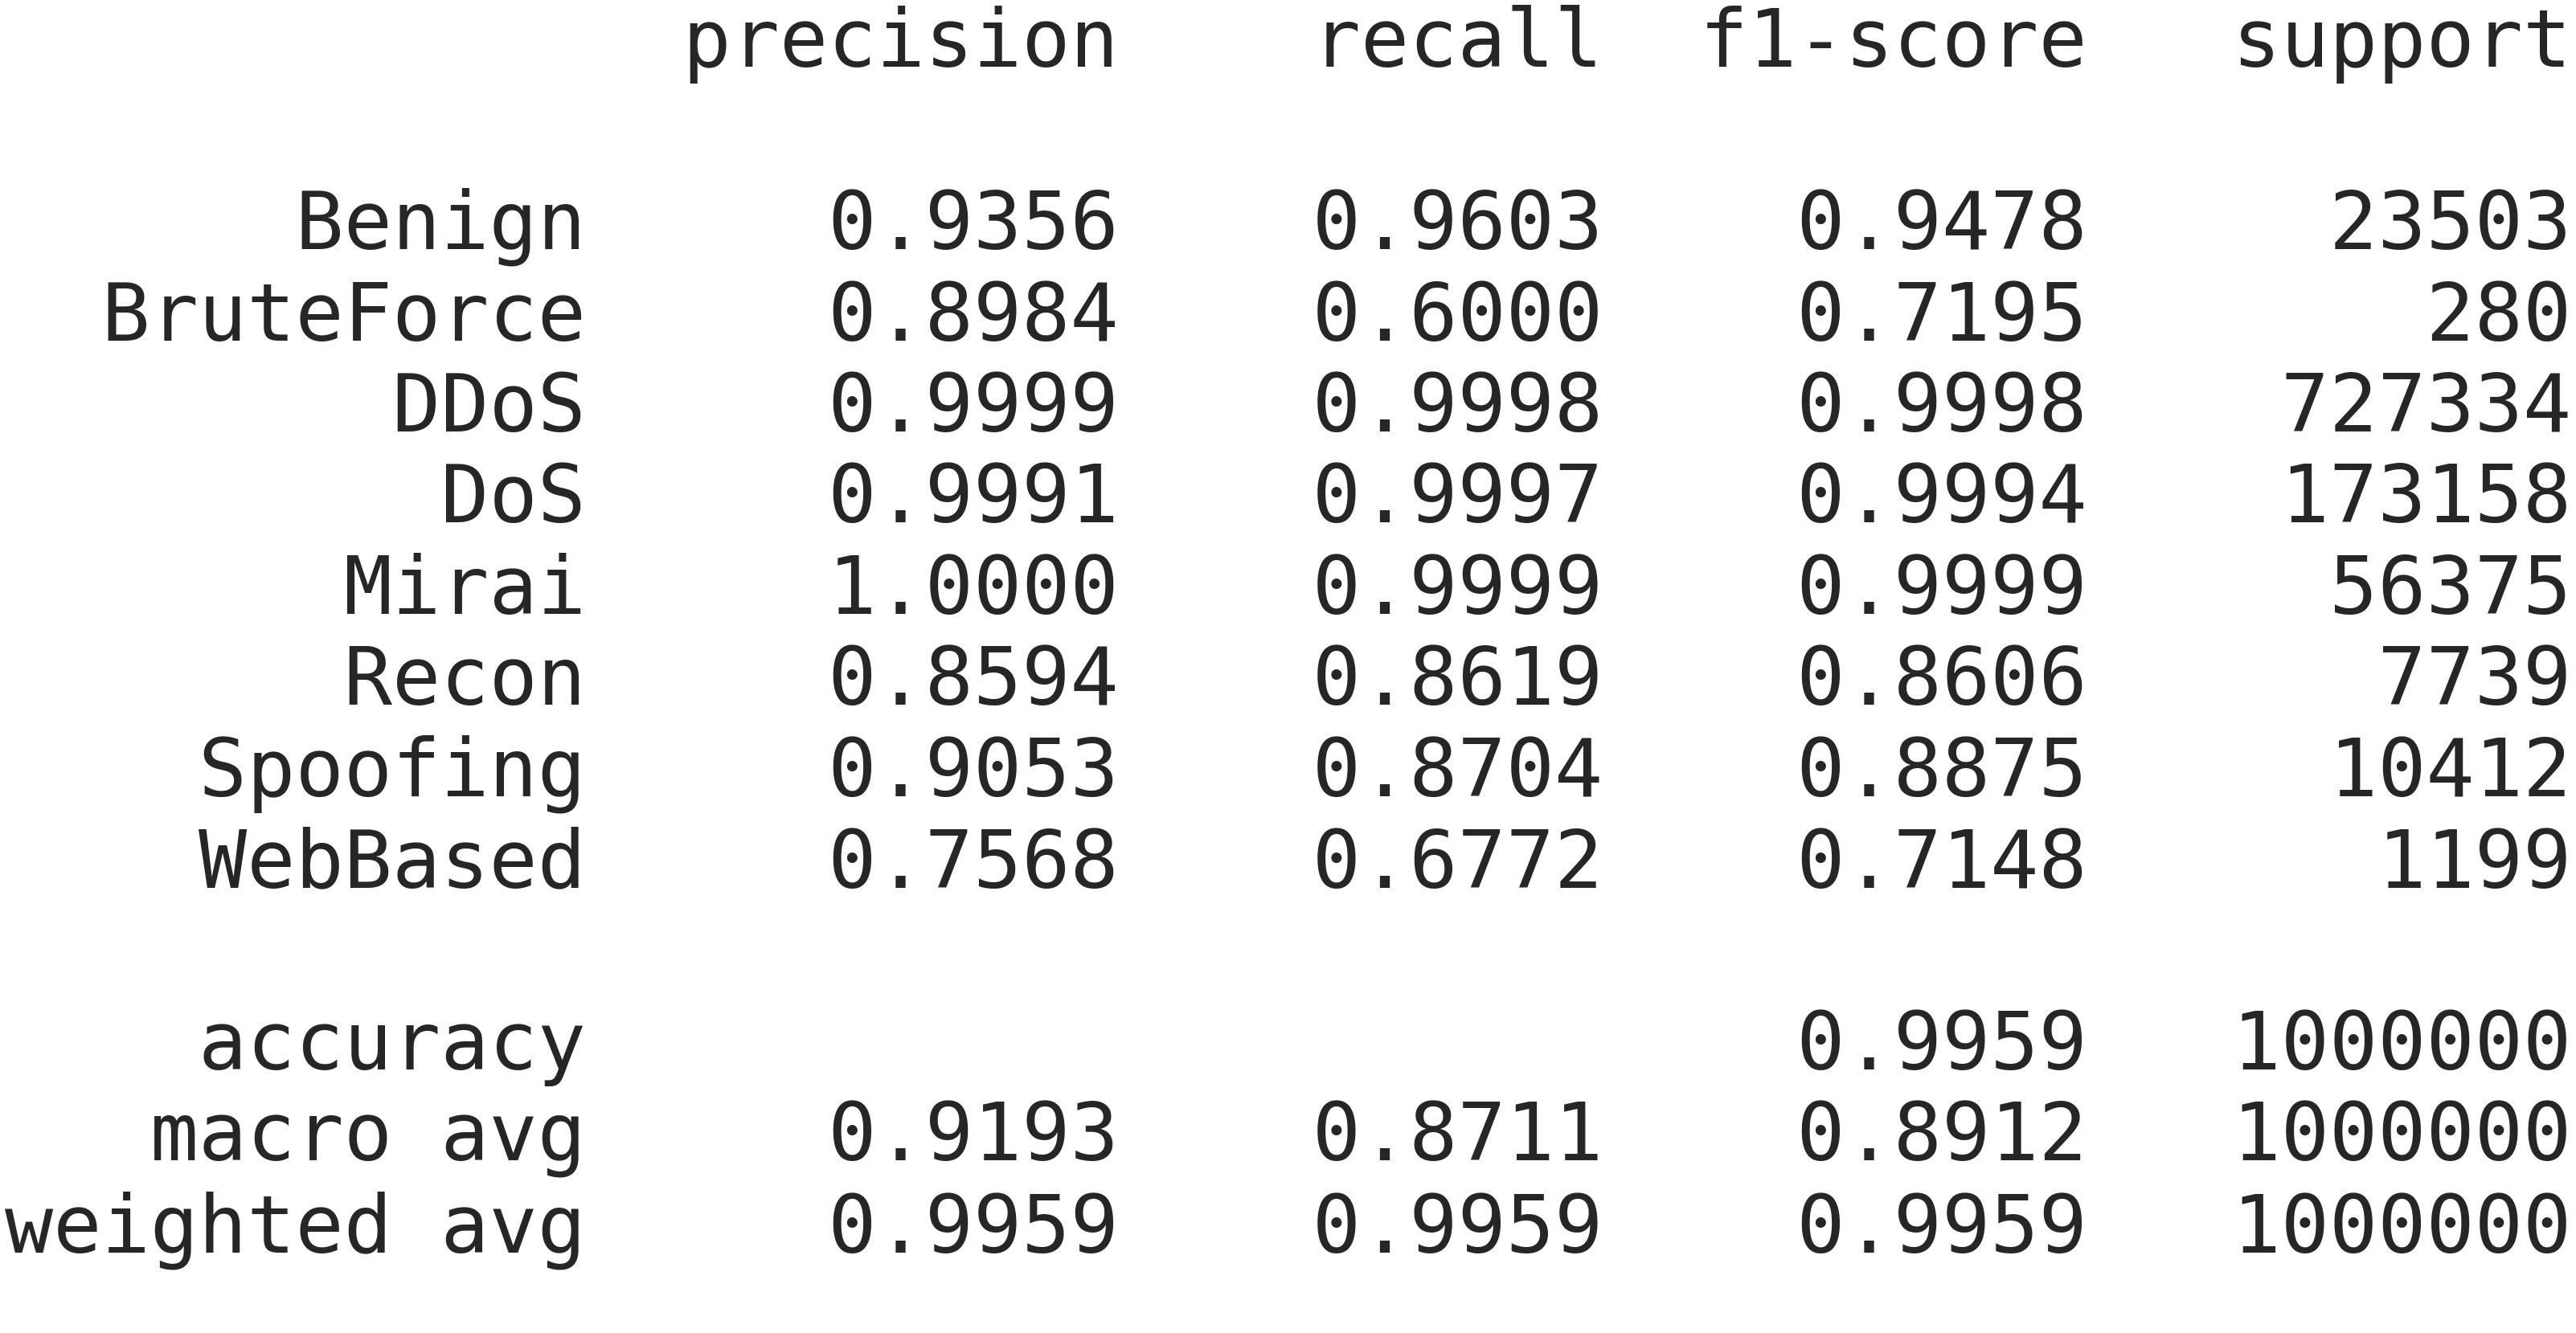 precision recall f1-score support
Benign 0.9356 0.9603 0.9478 23503
BruteForce 0.8984 0.6000 0.7195 280
DDoS 0.9999 0.9998 0.9998 727334
DoS 0.9991 0.9997 0.9994 173158
Mirai 1.0000 0.9999 0.9999 56375
Recon 0.8594 0.8619 0.8606 7739
Spoofing 0.9053 0.8704 0.8875 10412
WebBased 0.7568 0.6772 0.7148 1199
accuracy 0.9959 1000000
macro avg 0.9193 0.8711 0.8912 1000000
weighted avg 0.9959 0.9959 0.9959 1000000